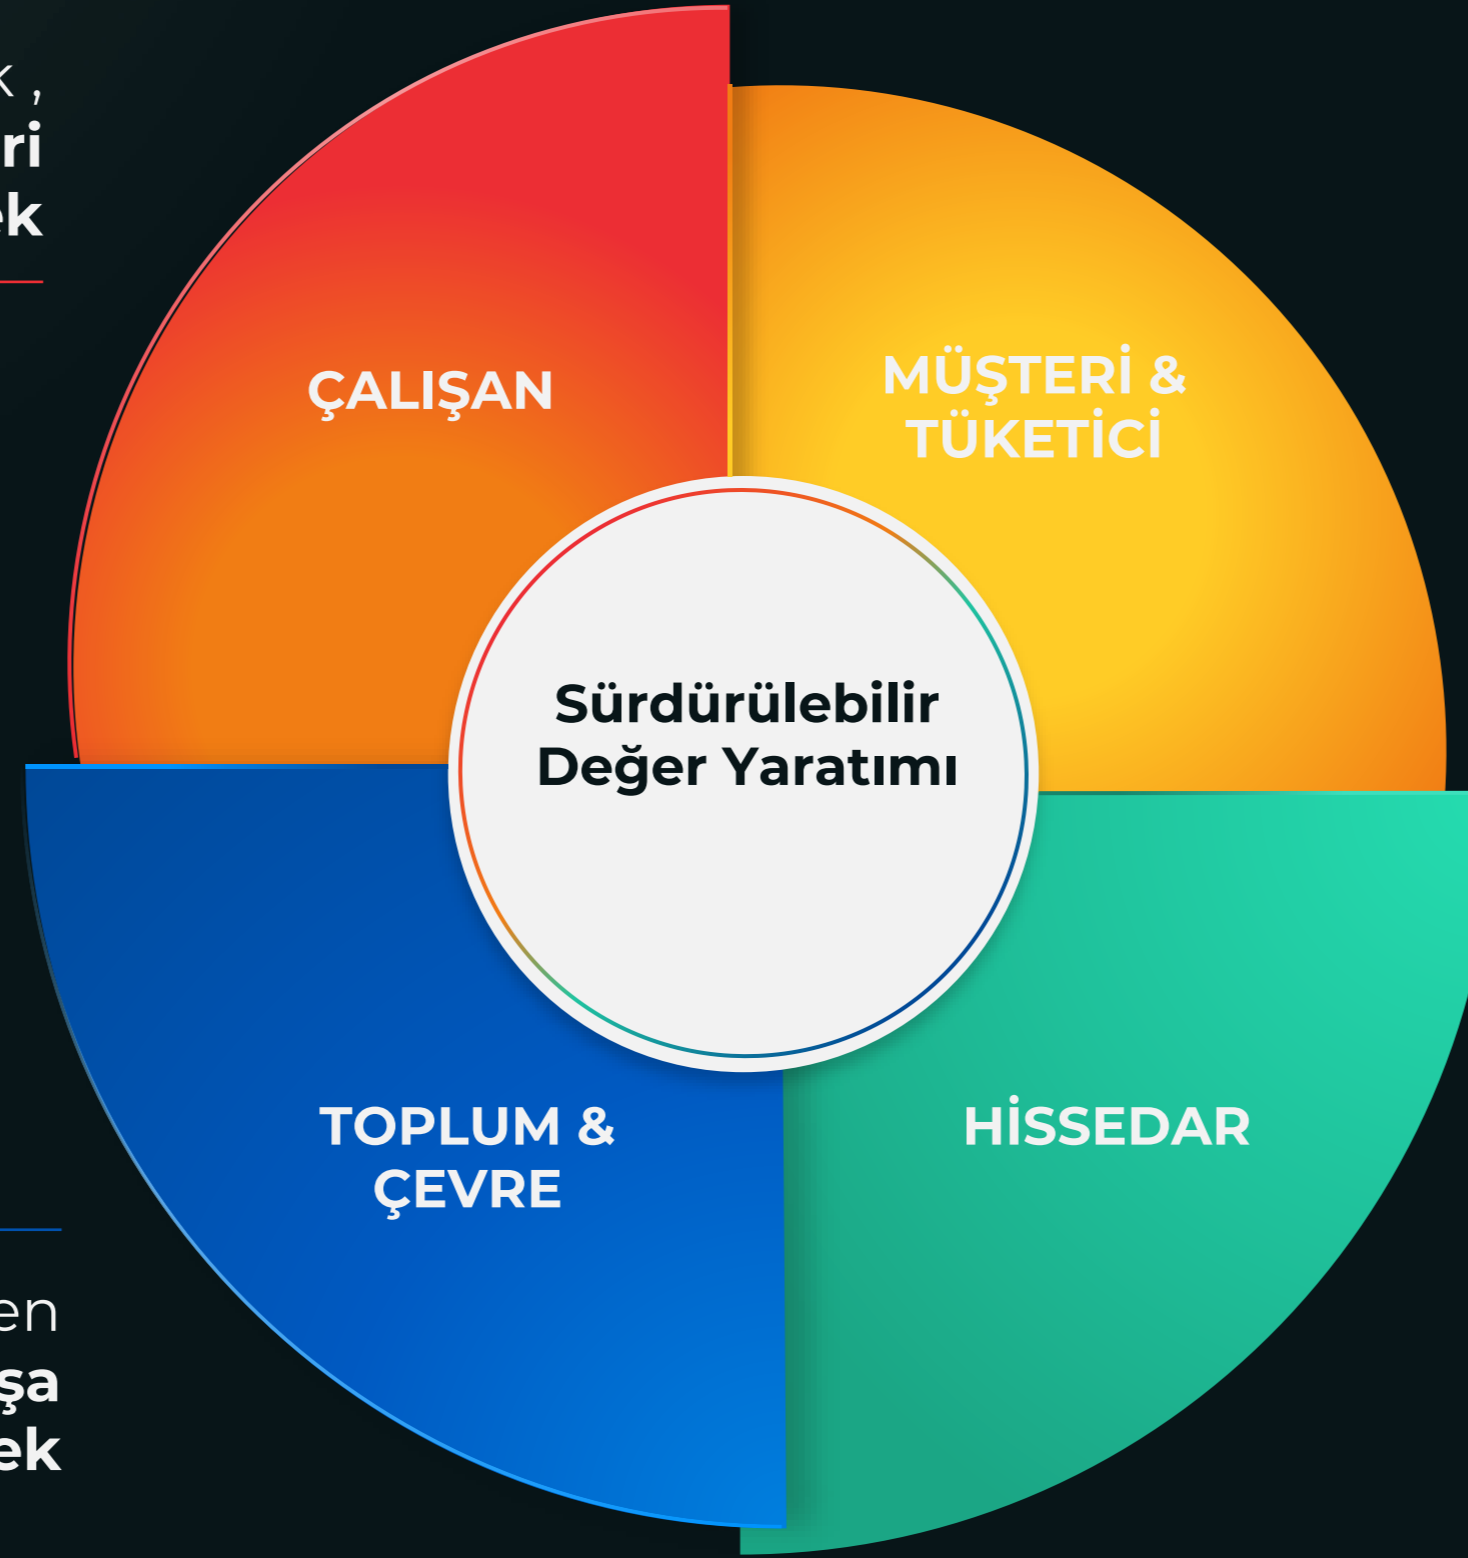 ÇALIŞAN
MÜŞTERİ &
TÜKETİCİ
Sürdürülebilir
Değer Yaratımı
TOPLUM &
ÇEVRE
HİSSEDAR